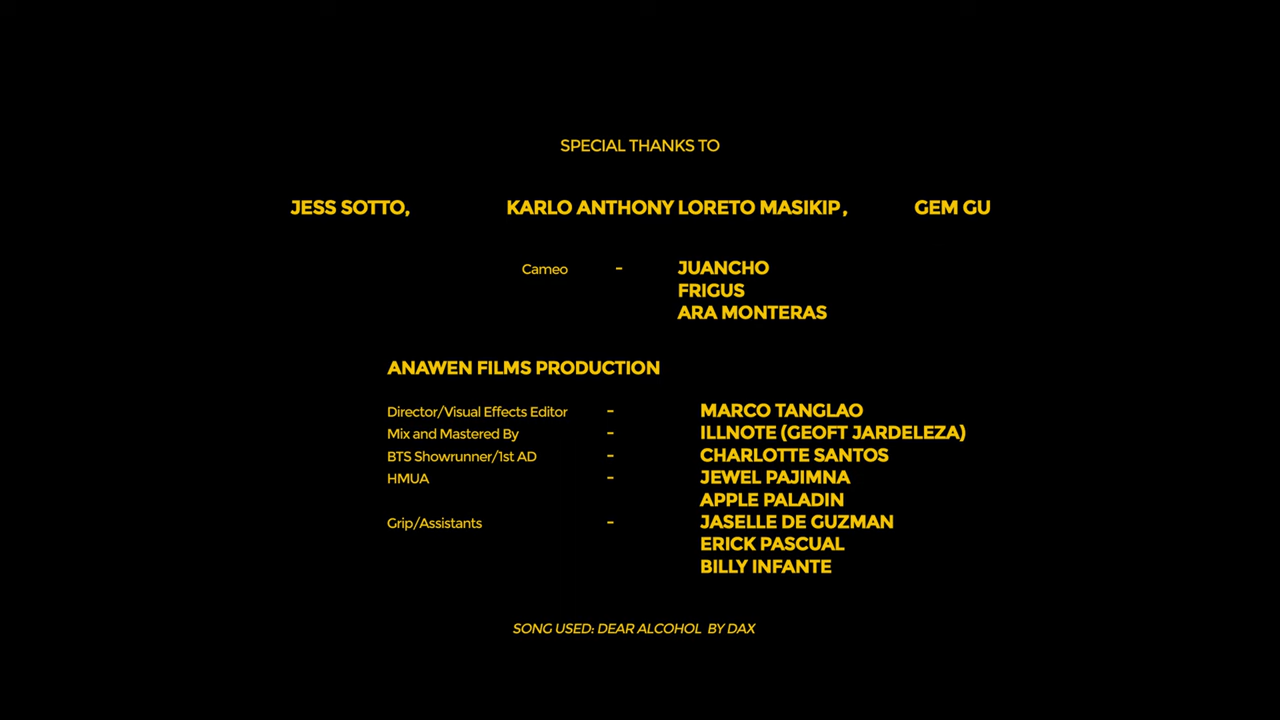 SPECIAL THANKS TO
JESS SOTTO, KARLO ANTHONY LORETO MASIKIP, GEM GU
Cameo - JUANCHO
FRIGUS
ARA MONTERAS
ANAWEN FILMS PRODUCTION
Director/Visual Effects Editor - MARCO TANGLAO
Mix and Mastered By - ILLNOTE (GEOFT JARDELEZA)
BTS Showrunner/1st AD - CHARLOTTE SANTOS
HMUA - JEWEL PAJIMNA
APPLE PALADIN
Grip/Assistants - JASELLE DE GUZMAN
ERICK PASCUAL
BILLY INFANTE
SONG USED: DEAR ALCOHOL BY DAX